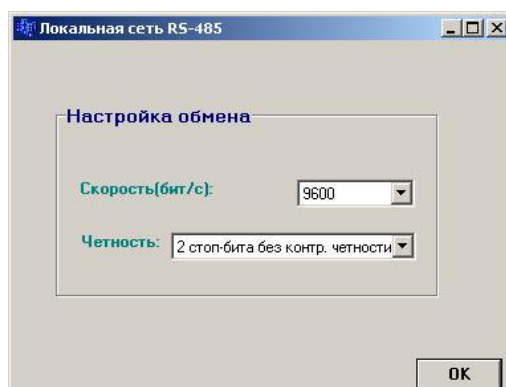 Локальная сеть RS-485
Настройка обмена
Скорость(бит/с): 9600
Четность: 2 стоп-бита без контр. четности
OK